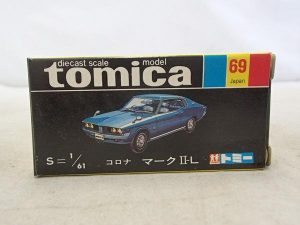 diecast scale model
tomica
69
Japan
S=1/61 コロナ マークII-L
トミー